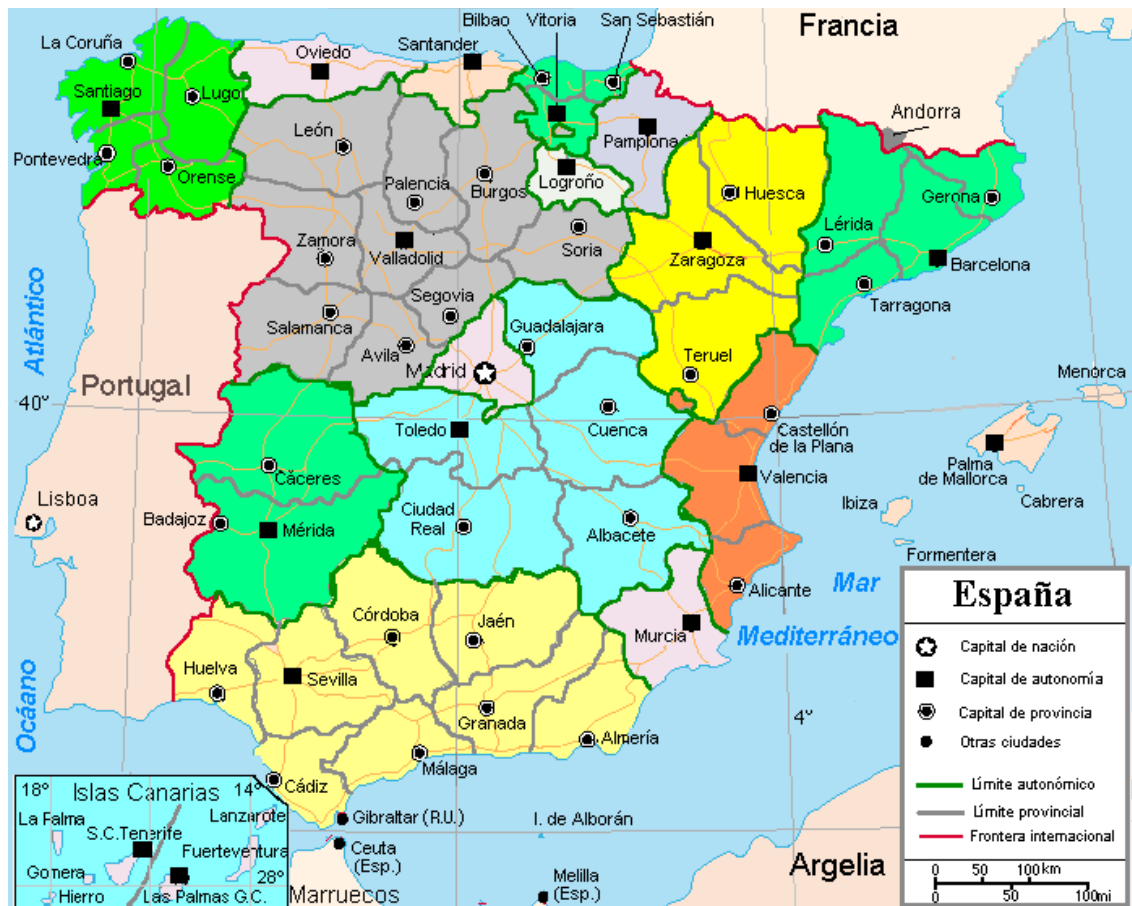 Bilbao
Vitoria
San Sebastián
Francia
La Coruña
Oviedo
Santander
Andorra
Santiago
Lugo
León
Pamplona
Pontevedra
Orense
Palencia
Burgos
Logroño
Huesca
Gerona
Zamora
Valladolid
Soria
Zaragoza
Lérida
Barcelona
Atlántico
Segovia
Tarragona
Salamanca
Guadalajara
Avila
Madrid
Teruel
Portugal
Menorca
40°
Toledo
Cuenca
Castellón
de la Plana
Cáceres
Valencia
Palma
de Mallorca
Lisboa
Badajoz
Mérida
Ciudad
Real
Albacete
Ibiza
Cabrera
Formentera
Alicante
Mar
Mediterráneo
Córdoba
Jaén
Murcia
Huelva
Sevilla
Granada
4°
Ocáano
Almería
Málaga
Cádiz
Gibraltar (R.U.)
I. de Alborán
Ceuta
(Esp.)
Melilla
(Esp.)
Marruecos
Argelia
18°
Islas Canarias
14°
La Palma
Lanzarote
S.C.Tenerife
Fuerteventura
Gomera
28°
Hierro
Las Palmas G.C.
España
Capital de nación
Capital de autonomía
Capital de provincia
Otras ciudades
Límite autonómico
Límite provincial
Frontera internacional
0 50 100km
0 50 100mi